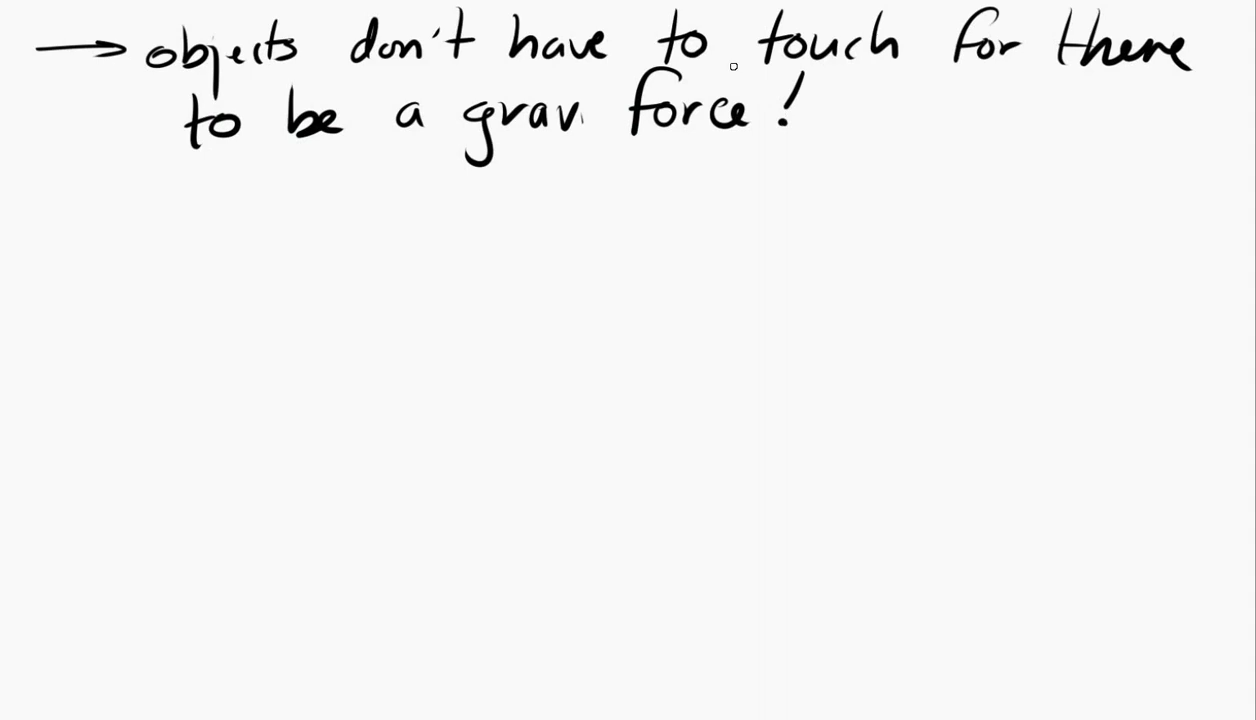 → objects don't have to touch for there
to be a grav. force!